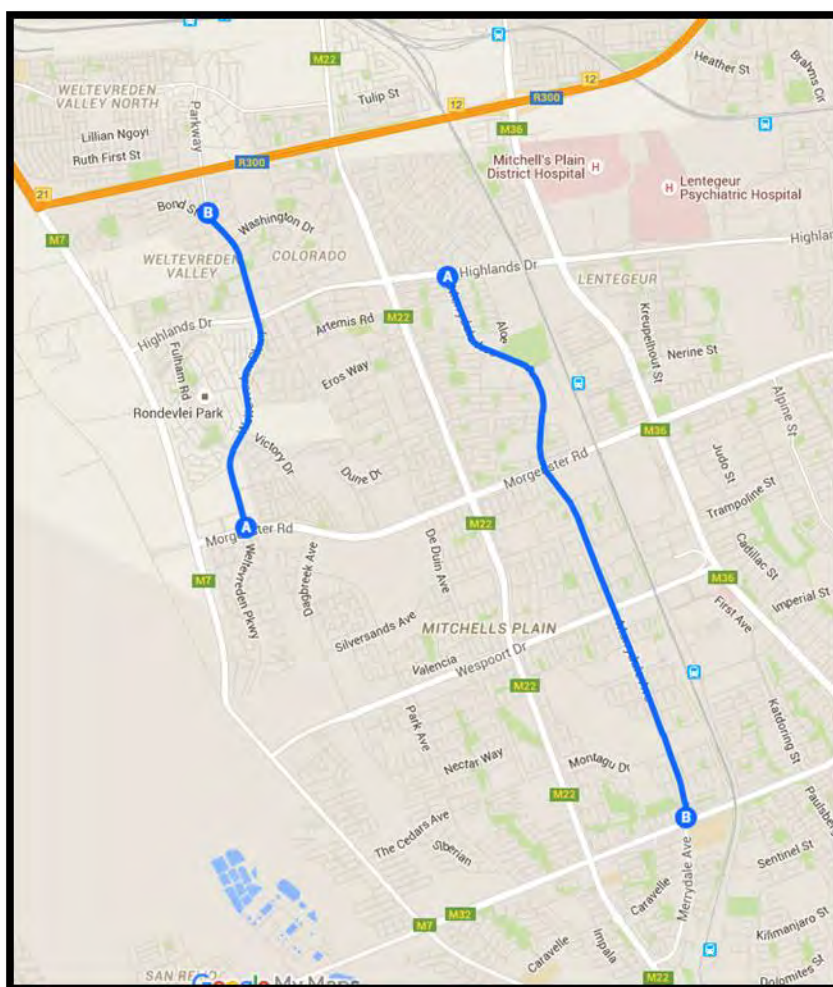 M22
M36
12
Heather St
Brahms Cir
WELTEVREDEN
VALLEY NORTH
Parkway
Tulip St
12
R300
Lillian Ngoyi
Ruth First St
R300
M36
Mitchell's Plain
District Hospital
H
H
Lentegeur
Psychiatric Hospital
21
M7
Bond St
B
Washington Dr
WELTEVREDEN
VALLEY
COLORADO
A
Highlands Dr
LENTEGEUR
Highlands Dr
M22
Artemis Rd
Aloe
Kreupelhout St
Nerine St
Fulham Rd
Eros Way
Rondevlei Park
Alpine St
M36
Victory Dr
Dune Dr
Morgenster Rd
Judo St
Trampoline St
A
Morgenster Rd
M22
Weltevreden Pkwy
Dagbreek Ave
De Duin Ave
Cadillac St
M7
M36
Imperial St
First Ave
Silversands Ave
MITCHELLS PLAIN
Merrydale Ave
Valencia
Wespoort Dr
M22
Park Ave
Katdoring St
Nectar Way
Montagu Dr
M22
B
The Cedars Ave
Siberian
Merrydale Ave
Sentinel St
M32
M7
Caravelle
Caravelle
Impala
Kilimanjaro St
M22
Dolomites St
Google My Maps